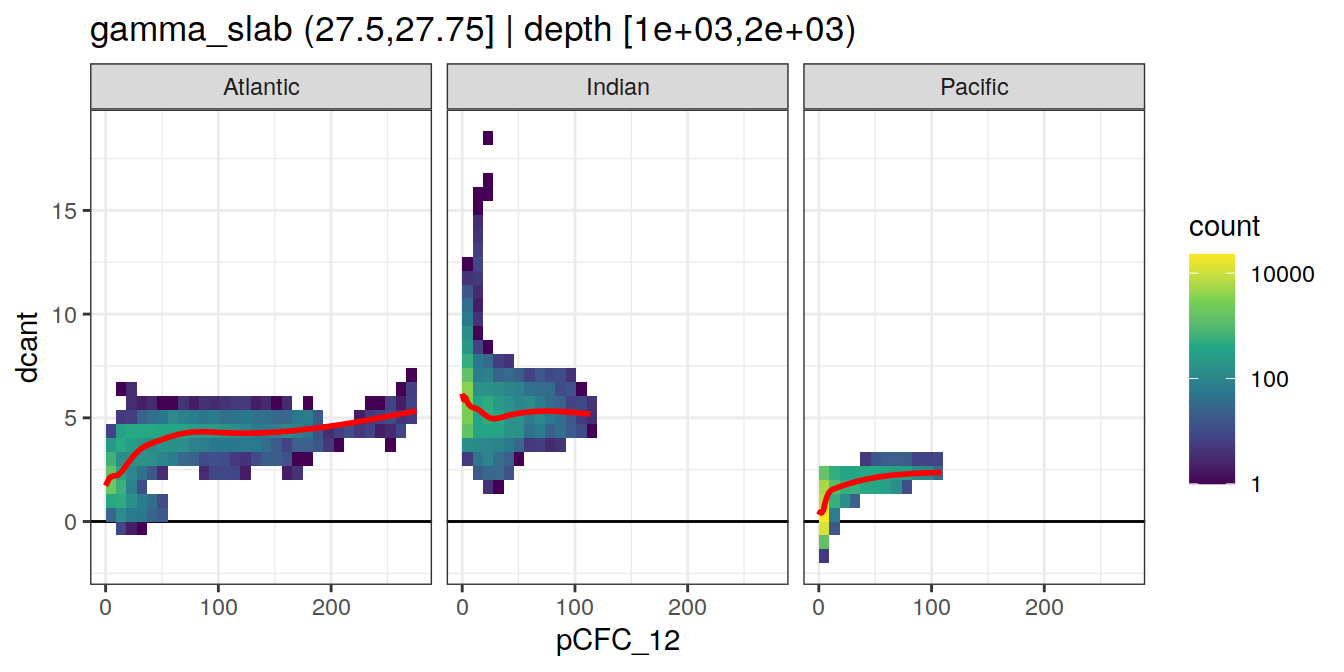 gamma_slab (27.5,27.75] | depth [1e+03,2e+03)
Atlantic
Indian
Pacific
dcant
15
10
5
0
0 100 200
0 100 200
0 100 200
pCFC_12
count
10000
100
1